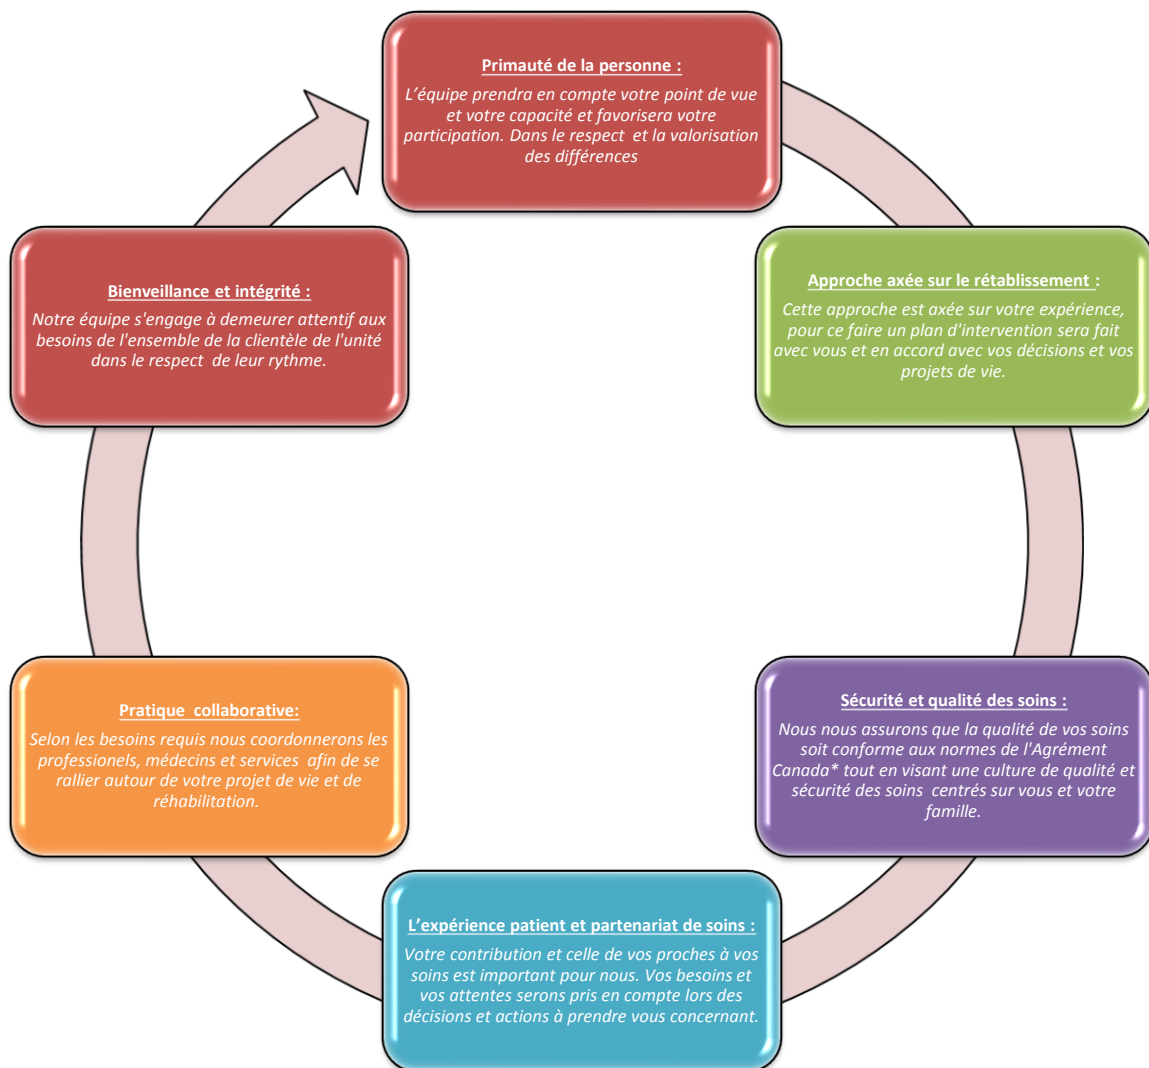 Primauté de la personne :
L'équipe prendra en compte votre point de vue
et votre capacité et favorisera votre
participation. Dans le respect et la valorisation
des différences
Approche axée sur le rétablissement :
Cette approche est axée sur votre expérience,
pour ce faire un plan d'intervention sera fait
avec vous et en accord avec vos décisions et vos
projets de vie.
Sécurité et qualité des soins :
Nous nous assurons que la qualité de vos soins
soit conforme aux normes de l'Agrément
Canada* tout en visant une culture de qualité et
sécurité des soins centrés sur vous et votre
famille.
L'expérience patient et partenariat de soins :
Votre contribution et celle de vos proches à vos
soins est important pour nous. Vos besoins et
vos attentes serons pris en compte lors des
décisions et actions à prendre vous concernant.
Pratique collaborative:
Selon les besoins requis nous coordonnerons les
professionels, médecins et services afin de se
rallier autour de votre projet de vie et de
réhabilitation.
Bienveillance et intégrité :
Notre équipe s'engage à demeurer attentif aux
besoins de l'ensemble de la clientèle de l'unité
dans le respect de leur rythme.